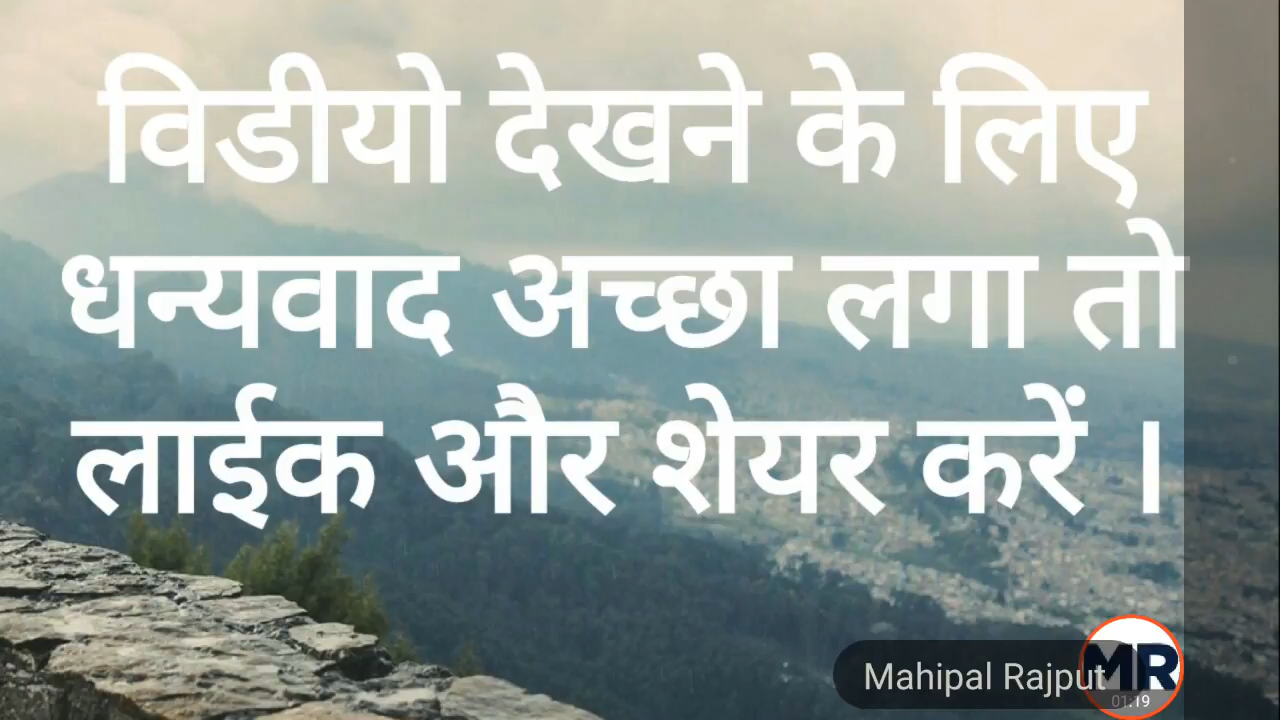 विडीयो देखने के लिए
धन्यवाद अच्छा लगा तो
लाईक और शेयर करें ।
Mahipal Rajput
MR
01:19